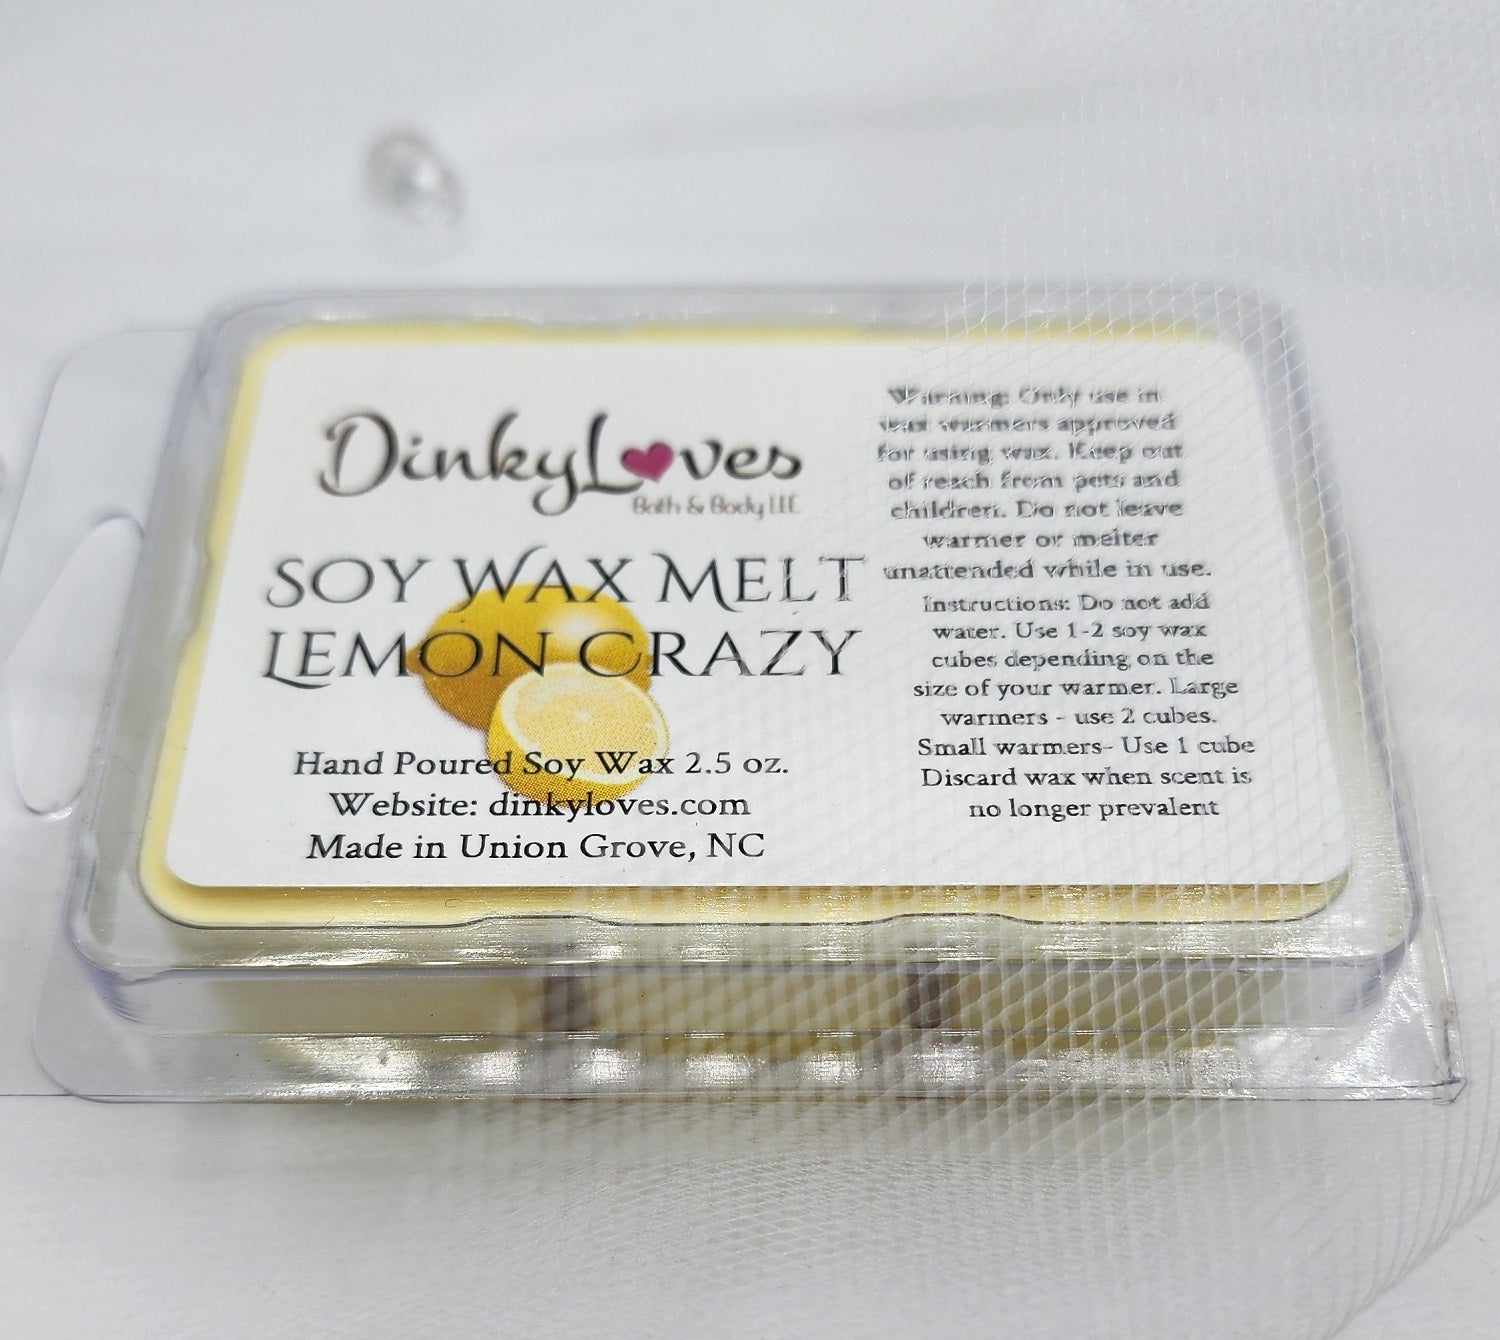 DinkyLoves
Bath & Body LLC
SOY WAX MELT
LEMON CRAZY
Hand Poured Soy Wax 2.5 oz.
Website: dinkyloves.com
Made in Union Grove, NC
Warning: Only use in
wax warmers approved
for using wax. Keep out
of reach from pets and
children. Do not leave
warmer or melter
unattended while in use.
Instructions: Do not add
water. Use 1-2 soy wax
cubes depending on the
size of your warmer. Large
warmers - use 2 cubes.
Small warmers- Use 1 cube
Discard wax when scent is
no longer prevalent